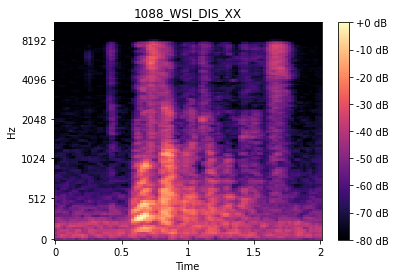 1088_WSI_DIS_XX
8192
4096
2048
1024
512
0
Hz
0
0.5
1
1.5
2
Time
+0 dB
-10 dB
-20 dB
-30 dB
-40 dB
-50 dB
-60 dB
-70 dB
-80 dB